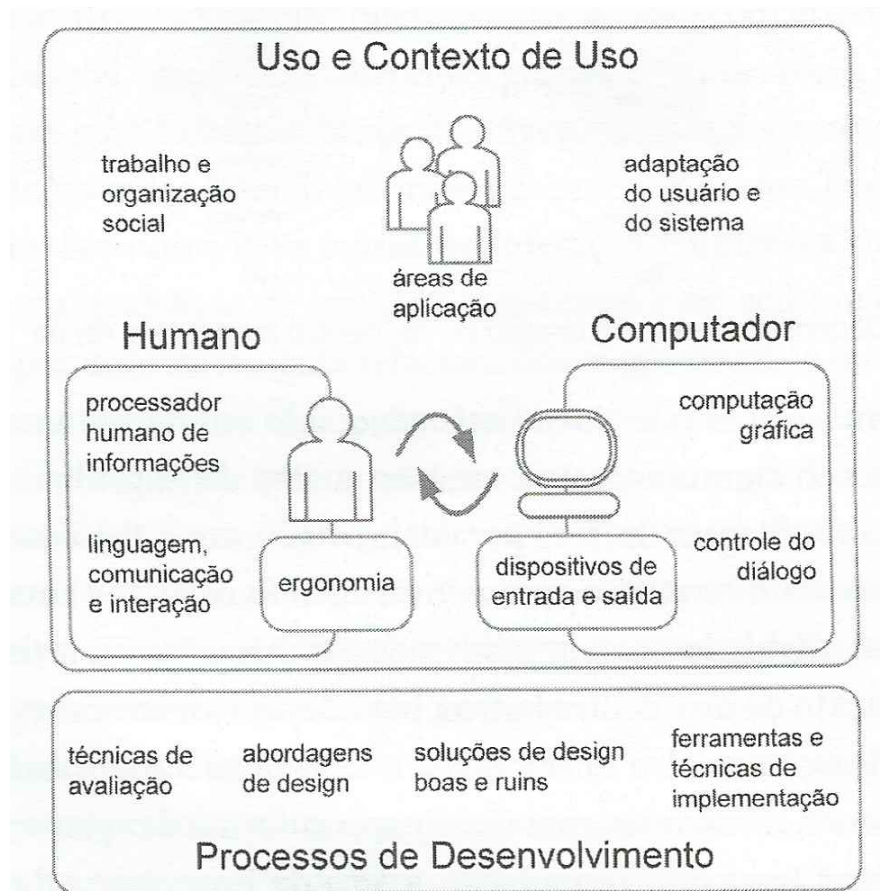 Uso e Contexto de Uso
trabalho e
organização
social
adaptação
do usuário e
do sistema
áreas de
aplicação
Humano
Computador
processador
humano de
informações
linguagem,
comunicação
e interação
ergonomia
computação
gráfica
dispositivos de
entrada e saída
controle do
diálogo
técnicas de
avaliação
abordagens
de design
soluções de design
boas e ruins
ferramentas e
técnicas de
implementação
Processos de Desenvolvimento